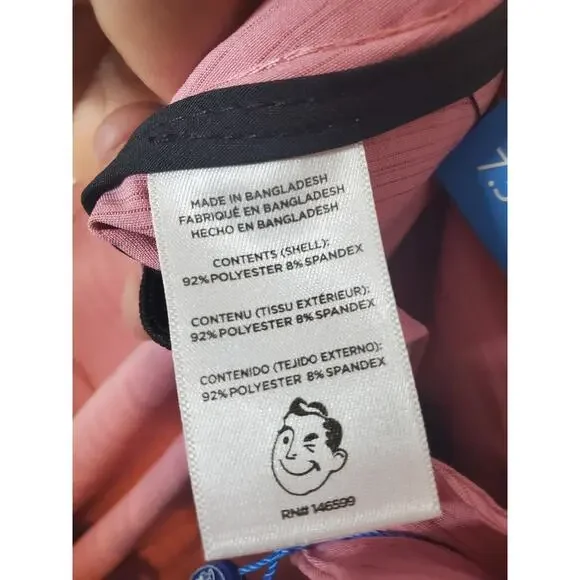 MADE IN BANGLADESH
FABRIQUÉ EN BANGLADESH
HECHO EN BANGLADESH
CONTENTS (SHELL):
92% POLYESTER 8% SPANDEX
CONTENU (TISSU EXTÉRIEUR):
92% POLYESTER 8% SPANDEX
CONTENIDO (TEJIDO EXTERNO):
92% POLYESTER 8% SPANDEX
RN# 146599